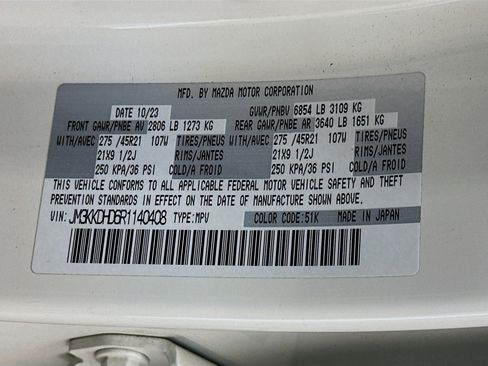 MFD. BY MAZDA MOTOR CORPORATION
DATE 10/23 GVWR/PNBV 6854 LB 3109 KG
FRONT GAWR/PNBE AV 2806 LB 1273 KG REAR GAWR/PNBE AR 3640 LB 1651 KG
WITH/AVEC 275 /45R21 107W TIRES/PNEUS WITH/AVEC 275 /45R21 107W TIRES/PNEUS
21X9 1/2J RIMS/JANTES 21X9 1/2J RIMS/JANTES
250 KPA/36 PSI COLD/A FROID 250 KPA/36 PSI COLD/A FROID
THIS VEHICLE CONFORMS TO ALL APPLICABLE FEDERAL MOTOR VEHICLE SAFETY AND THEFT
PREVENTION STANDARDS IN EFFECT ON THE DATE OF MANUFACTURE SHOWN ABOVE.
VIN: JM3KKDHD6R1140408 TYPE: MPV COLOR CODE: 51K MADE IN JAPAN